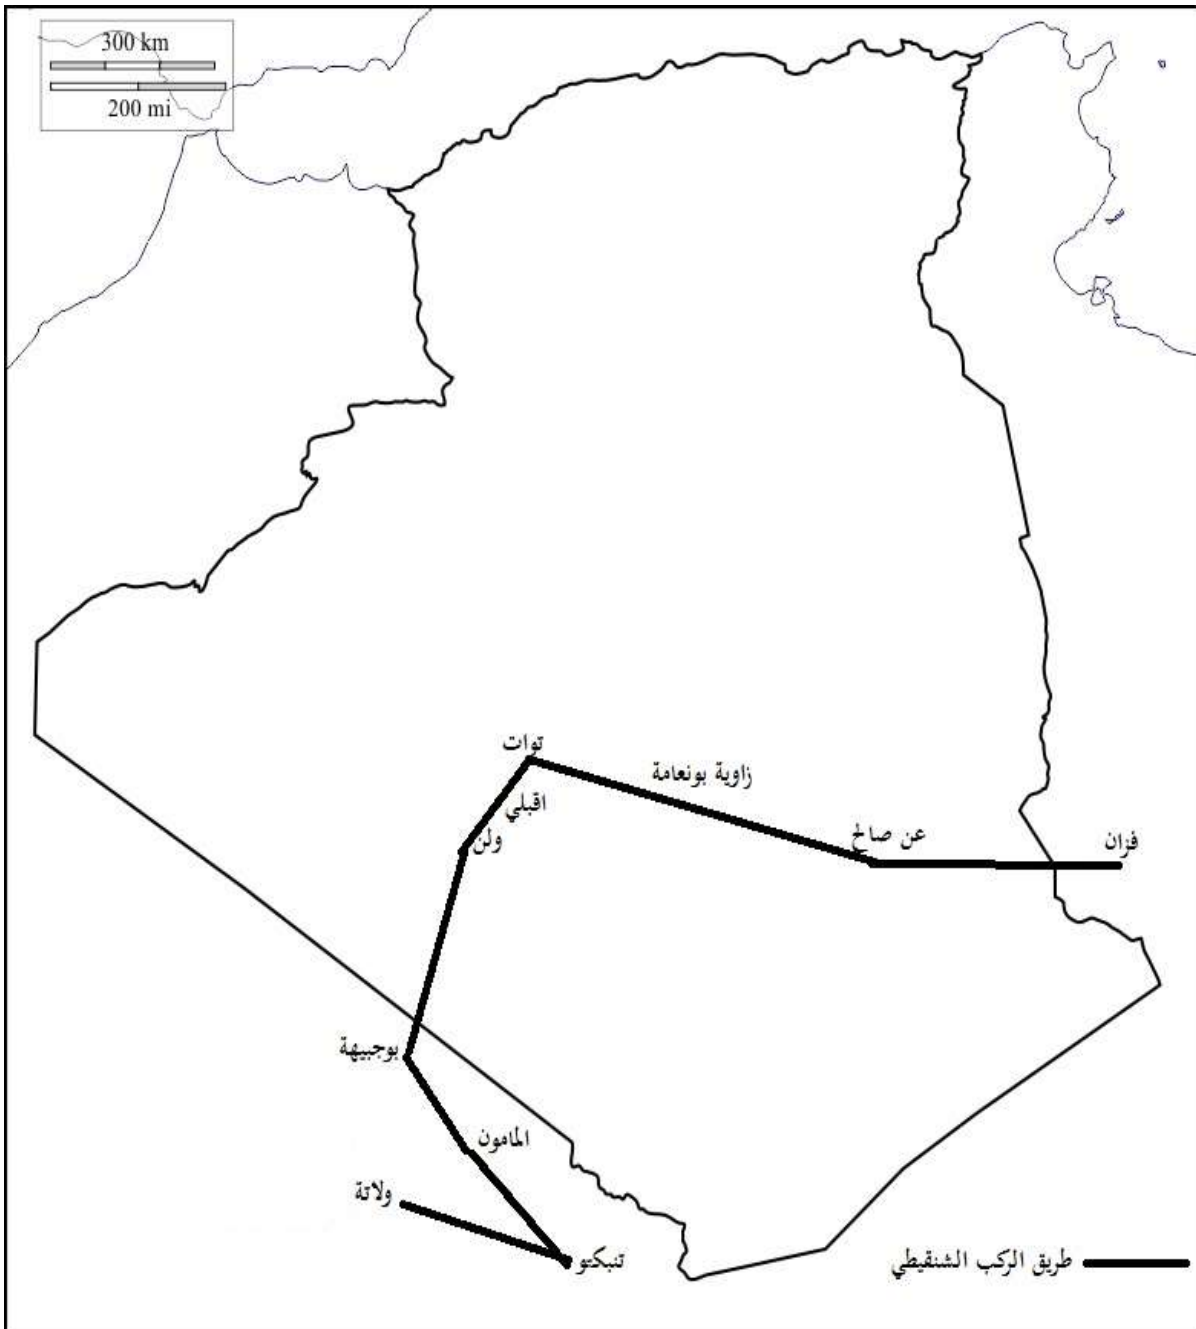 300 km
200 mi
توات
زاوية بونعامة
اقبلي
ولن
عن صالح
فزان
بوجبيهة
المامون
ولاتة
تنبكتو
طريق الركب الشنقيطي